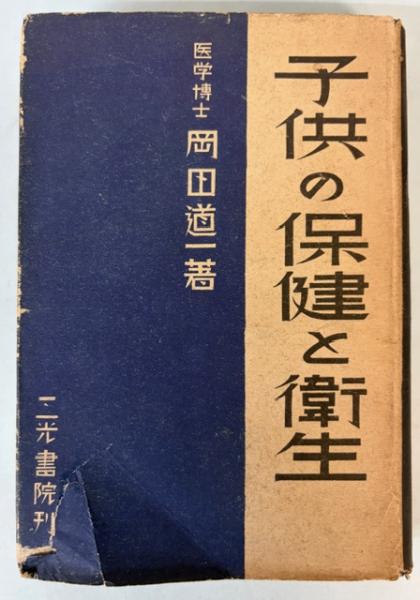 子供の保健と衛生
医学博士 岡田道一著
三光書院刊